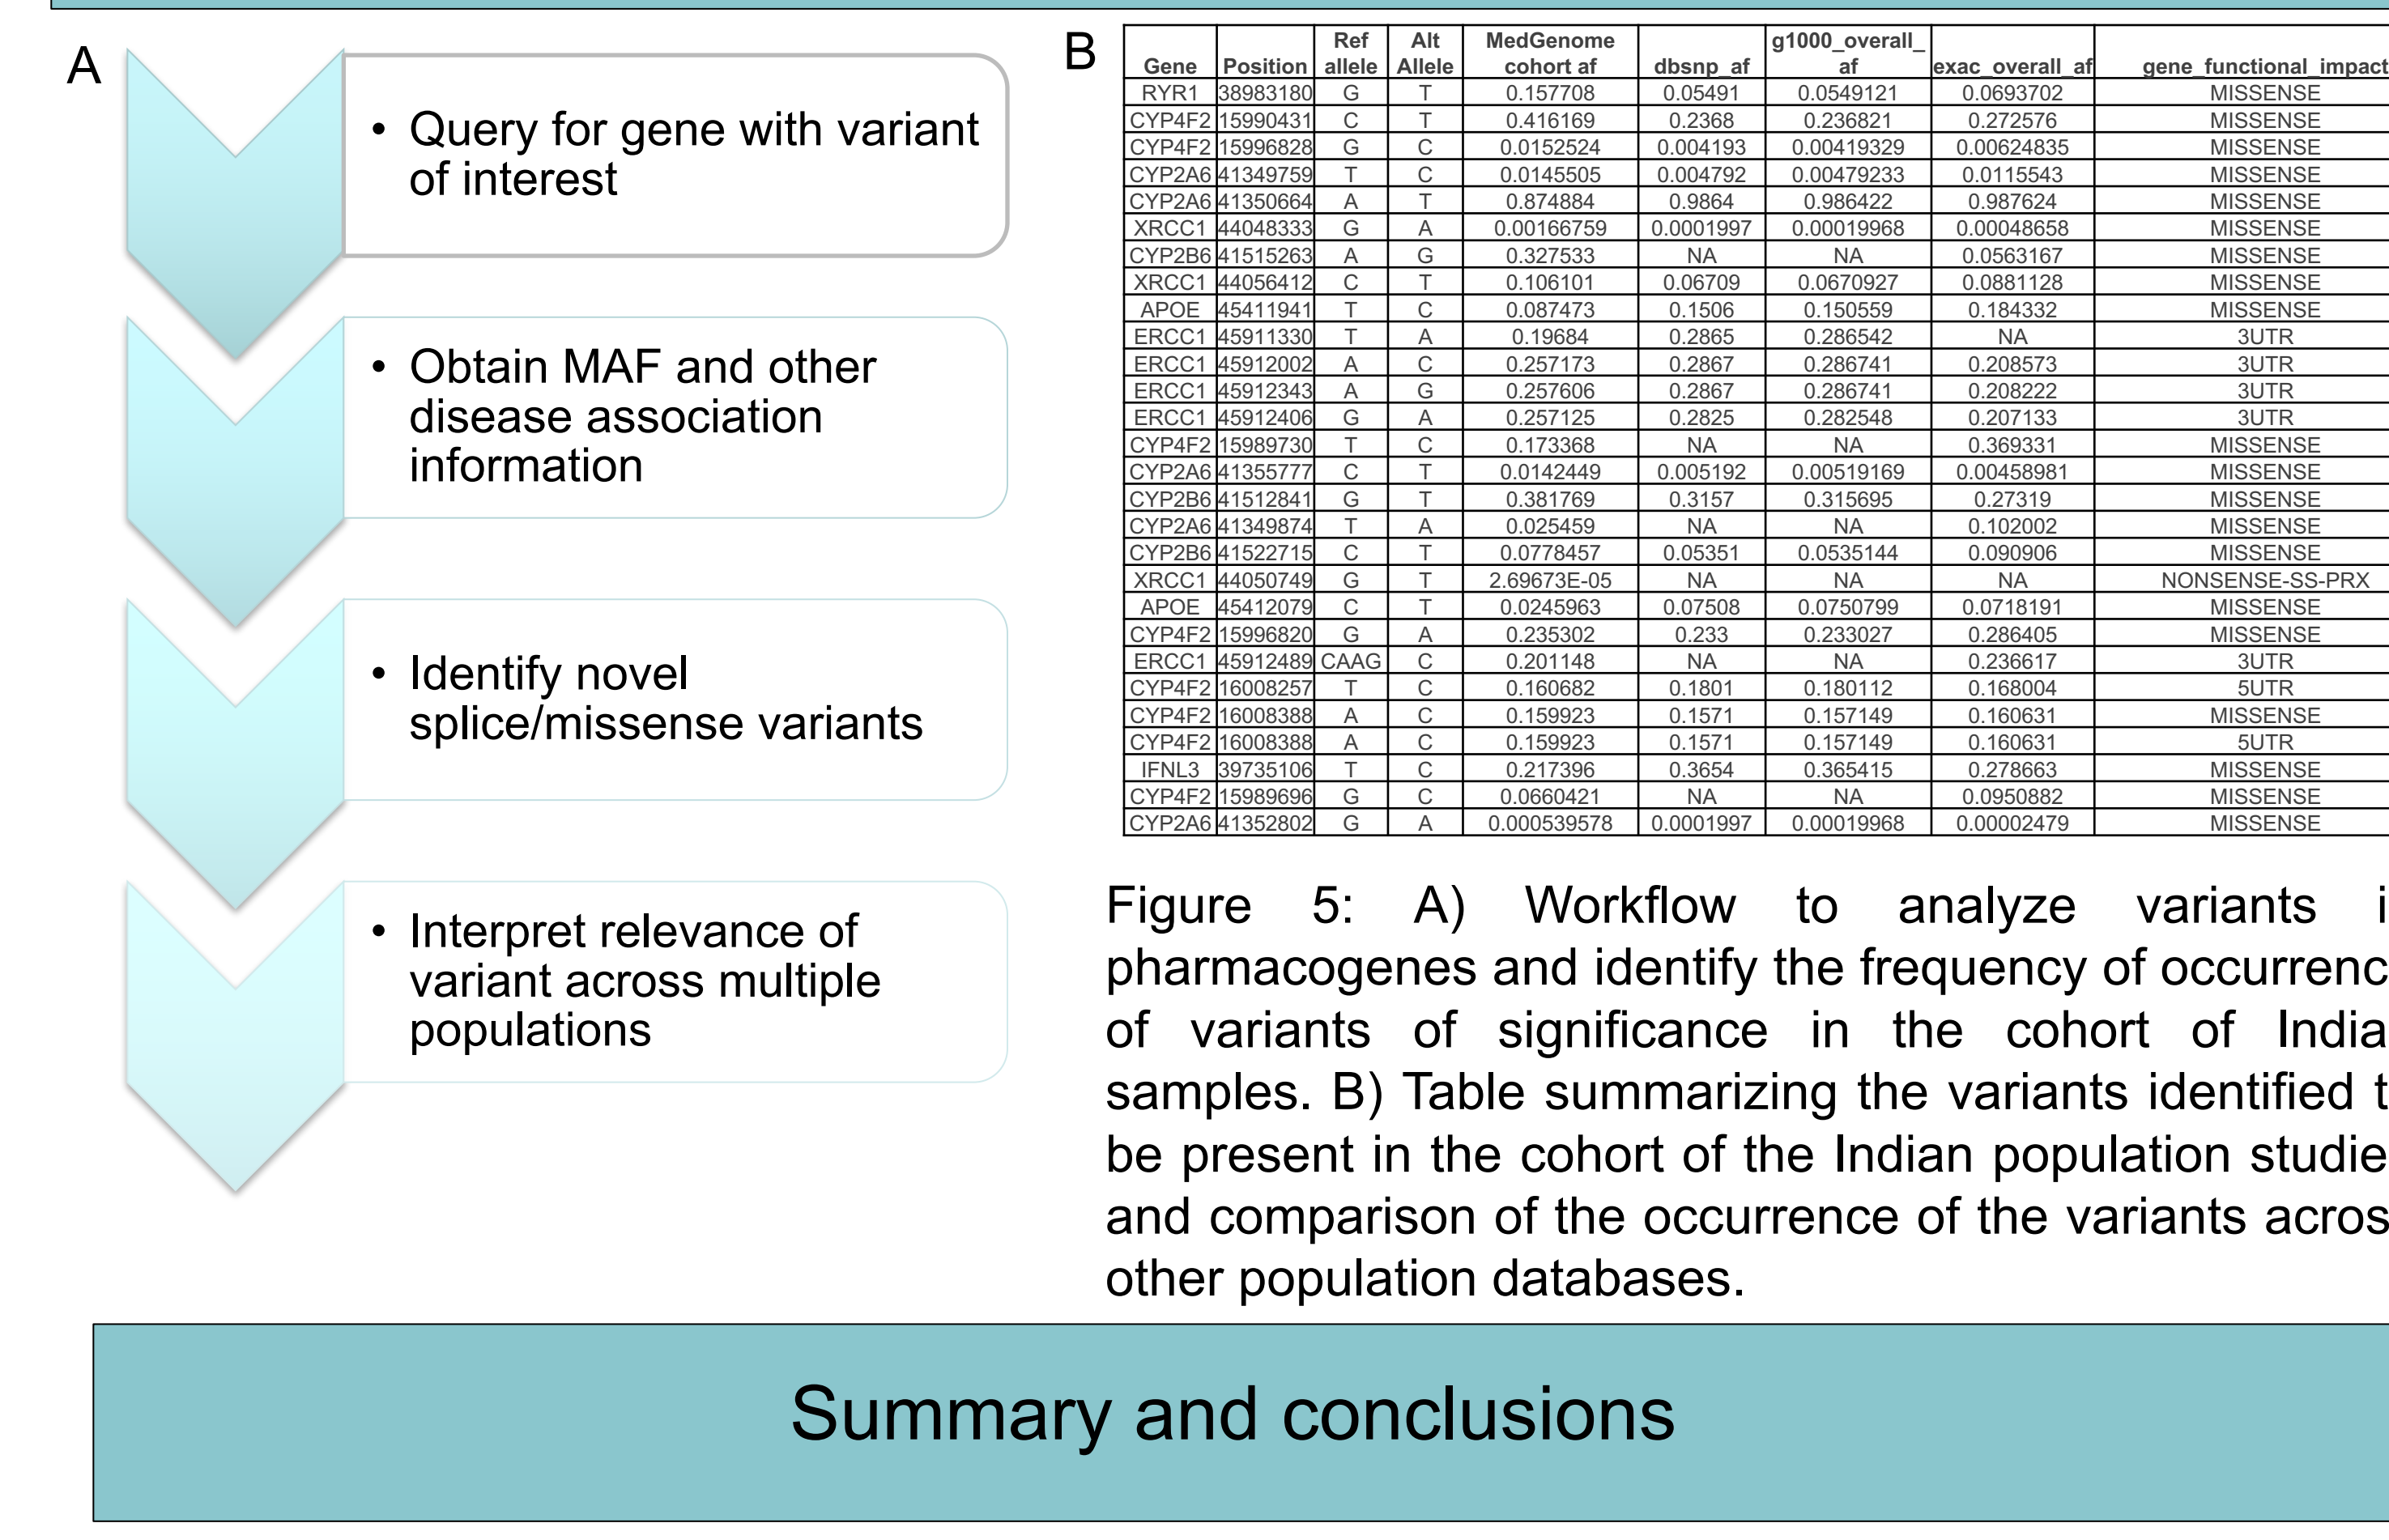 A
• Query for gene with variant
of interest
• Obtain MAF and other
disease association
information
• Identify novel
splice/missense variants
• Interpret relevance of
variant across multiple
populations
B
Gene Position Ref allele Alt Allele MedGenome cohort af dbsnp_af g1000_overall_af exac_overall_af gene_functional_impact
RYR1 38983180 G T 0.157708 0.05491 0.0549121 0.0693702 MISSENSE
CYP4F2 15990431 C T 0.416169 0.2368 0.236821 0.272576 MISSENSE
CYP4F2 15996828 G C 0.0152524 0.004193 0.00419329 0.00624835 MISSENSE
CYP2A6 41349759 T C 0.0145505 0.004792 0.00479233 0.0115543 MISSENSE
CYP2A6 41350664 A T 0.874884 0.9864 0.986422 0.987624 MISSENSE
XRCC1 44048333 G A 0.00166759 0.0001997 0.00019968 0.00048658 MISSENSE
CYP2B6 41515263 A G 0.327533 NA NA 0.0563167 MISSENSE
XRCC1 44056412 C T 0.106101 0.06709 0.0670927 0.0881128 MISSENSE
APOE 45411941 T C 0.087473 0.1506 0.150559 0.184332 MISSENSE
ERCC1 45911330 T A 0.19684 0.2865 0.286542 NA 3UTR
ERCC1 45912002 A C 0.257173 0.2867 0.286741 0.208573 3UTR
ERCC1 45912343 A G 0.257606 0.2867 0.286741 0.208222 3UTR
ERCC1 45912406 G A 0.257125 0.2825 0.282548 0.207133 3UTR
CYP4F2 15989730 T C 0.173368 NA NA 0.369331 MISSENSE
CYP2A6 41355777 C T 0.0142449 0.005192 0.00519169 0.00458981 MISSENSE
CYP2B6 41512841 G T 0.381769 0.3157 0.315695 0.27319 MISSENSE
CYP2A6 41349874 T A 0.025459 NA NA 0.102002 MISSENSE
CYP2B6 41522715 C T 0.0778457 0.05351 0.0535144 0.090906 MISSENSE
XRCC1 44050749 G T 2.69673E-05 NA NA NA NONSENSE-SS-PRX
APOE 45412079 C T 0.0245963 0.07508 0.0750799 0.0718191 MISSENSE
CYP4F2 15996820 G A 0.235302 0.233 0.233027 0.286405 MISSENSE
ERCC1 45912489 CAAG C 0.201148 NA NA 0.236617 3UTR
CYP4F2 16008257 T C 0.160682 0.1801 0.180112 0.168004 5UTR
CYP4F2 16008388 A C 0.159923 0.1571 0.157149 0.160631 MISSENSE
CYP4F2 16008388 A C 0.159923 0.1571 0.157149 0.160631 5UTR
IFNL3 39735106 T C 0.217396 0.3654 0.365415 0.278663 MISSENSE
CYP4F2 15989696 G C 0.0660421 NA NA 0.0950882 MISSENSE
CYP2A6 41352802 G A 0.000539578 0.0001997 0.00019968 0.00002479 MISSENSE
Figure 5: A) Workflow to analyze variants i
pharmacogenes and identify the frequency of occurrenc
of variants of significance in the cohort of India
samples. B) Table summarizing the variants identified t
be present in the cohort of the Indian population studie
and comparison of the occurrence of the variants acros
other population databases.
Summary and conclusions